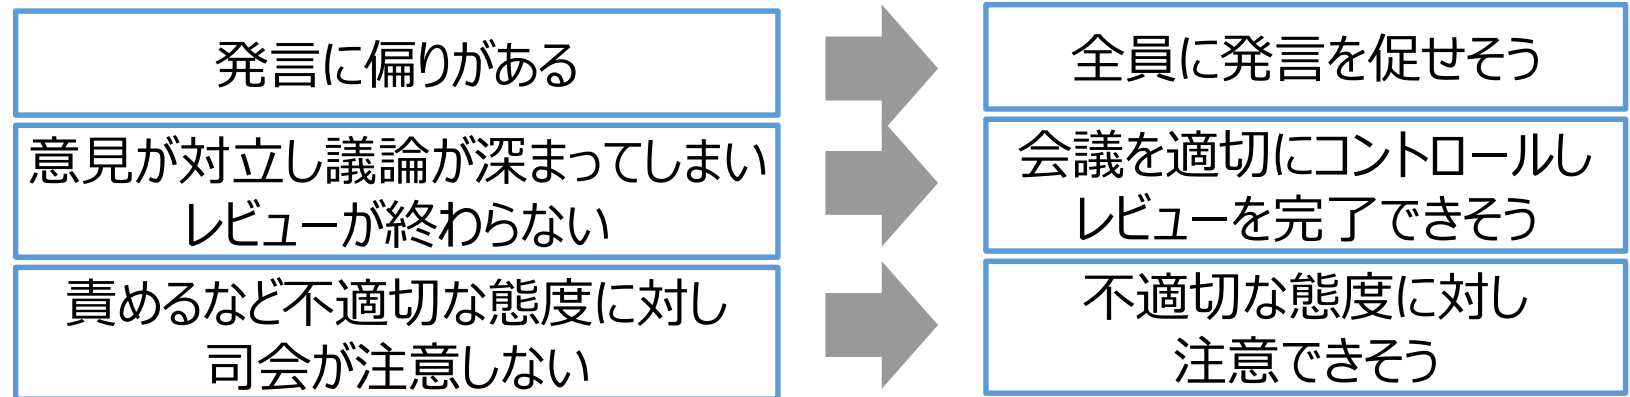 発言に偏りがある
全員に発言を促せそう
意見が対立し議論が深まってしまい
レビューが終わらない
会議を適切にコントロールし
レビューを完了できそう
責めるなど不適切な態度に対し
司会が注意しない
不適切な態度に対し
注意できそう